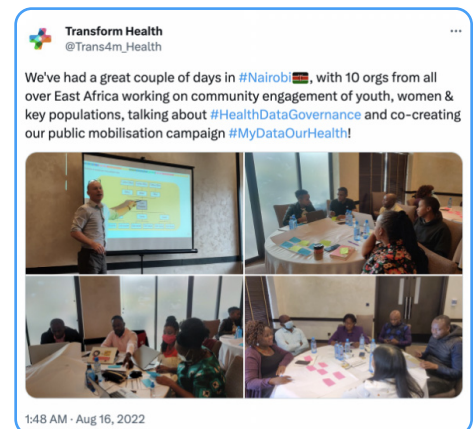 Transform Health
@Trans4m_Health
We've had a great couple of days in #Nairobi🇰🇪, with 10 orgs from all
over East Africa working on community engagement of youth, women &
key populations, talking about #HealthDataGovernance and co-creating
our public mobilisation campaign #MyDataOurHealth!
1:48 AM · Aug 16, 2022